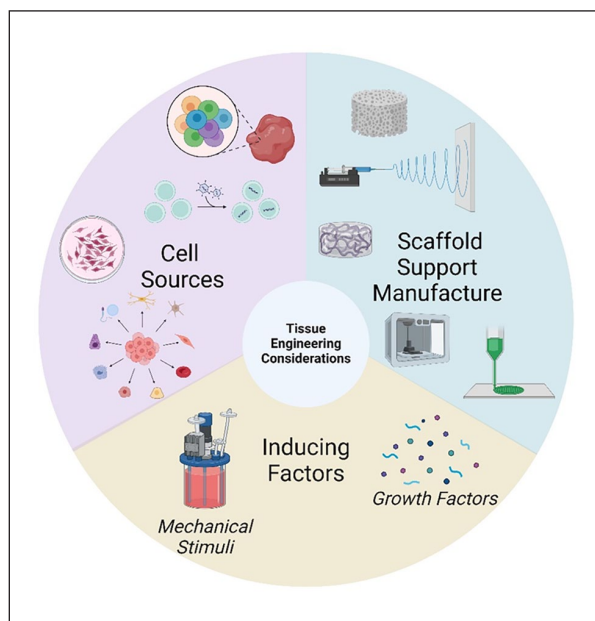 Cell
Sources
Scaffold
Support
Manufacture
Tissue
Engineering
Considerations
Inducing
Factors
Mechanical
Stimuli
Growth Factors